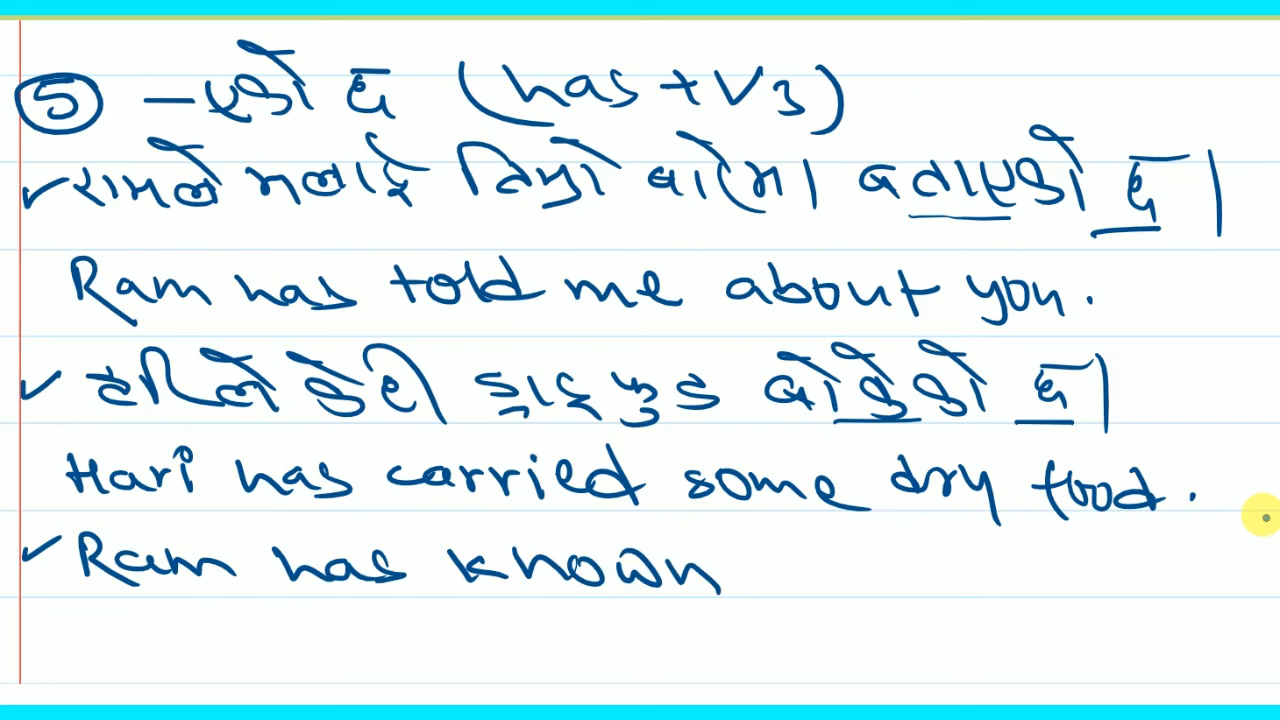 ⑤ —एको छ (has + V3)
✓ रामले मलाई तिम्रो बारेमा बताएको छ।
Ram has told me about you.
✓ हरिले केही ड्राइ फुड बोकेको छ।
Hari has carried some dry food.
✓ Ram has known